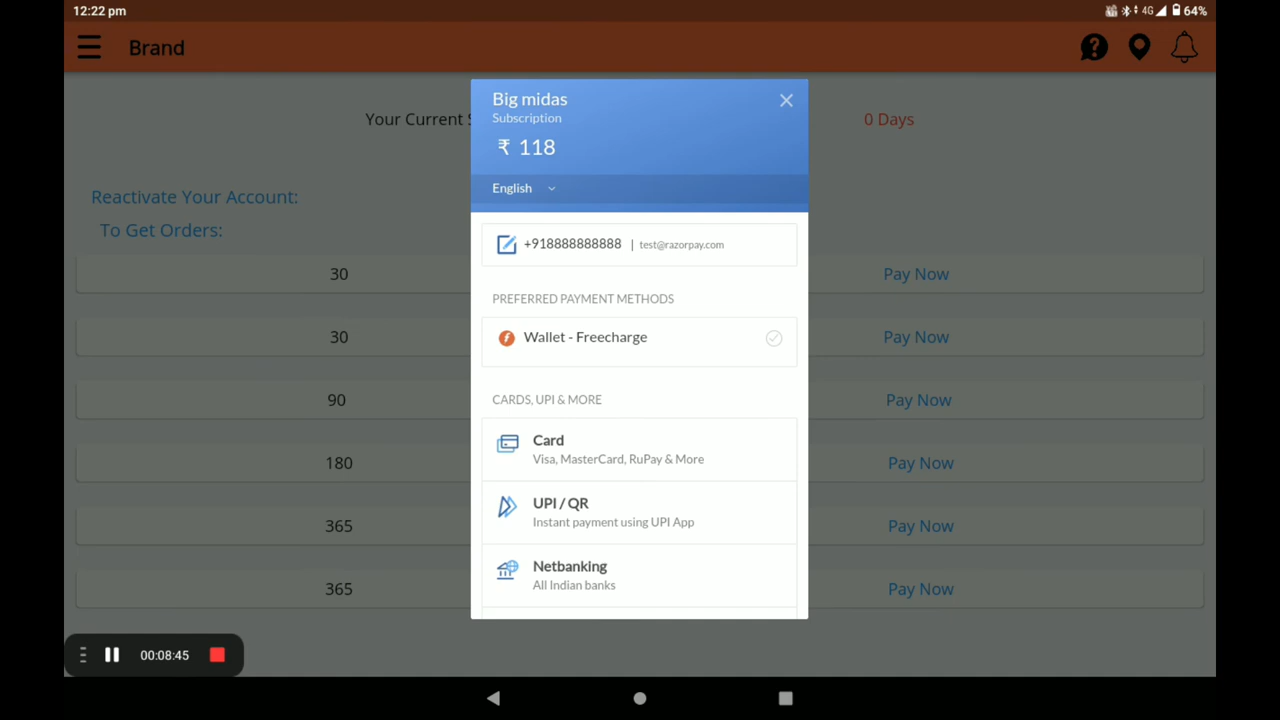 12:22 pm
4G 64%
Brand
Big midas
Subscription
₹ 118
English
Your Current S
0 Days
Reactivate Your Account:
To Get Orders:
+918888888888 | test@razorpay.com
PREFERRED PAYMENT METHODS
Wallet - Freecharge
CARDS, UPI & MORE
Card
Visa, MasterCard, RuPay & More
UPI / QR
Instant payment using UPI App
Netbanking
All Indian banks
30 Pay Now
30 Pay Now
90 Pay Now
180 Pay Now
365 Pay Now
365 Pay Now
00:08:45